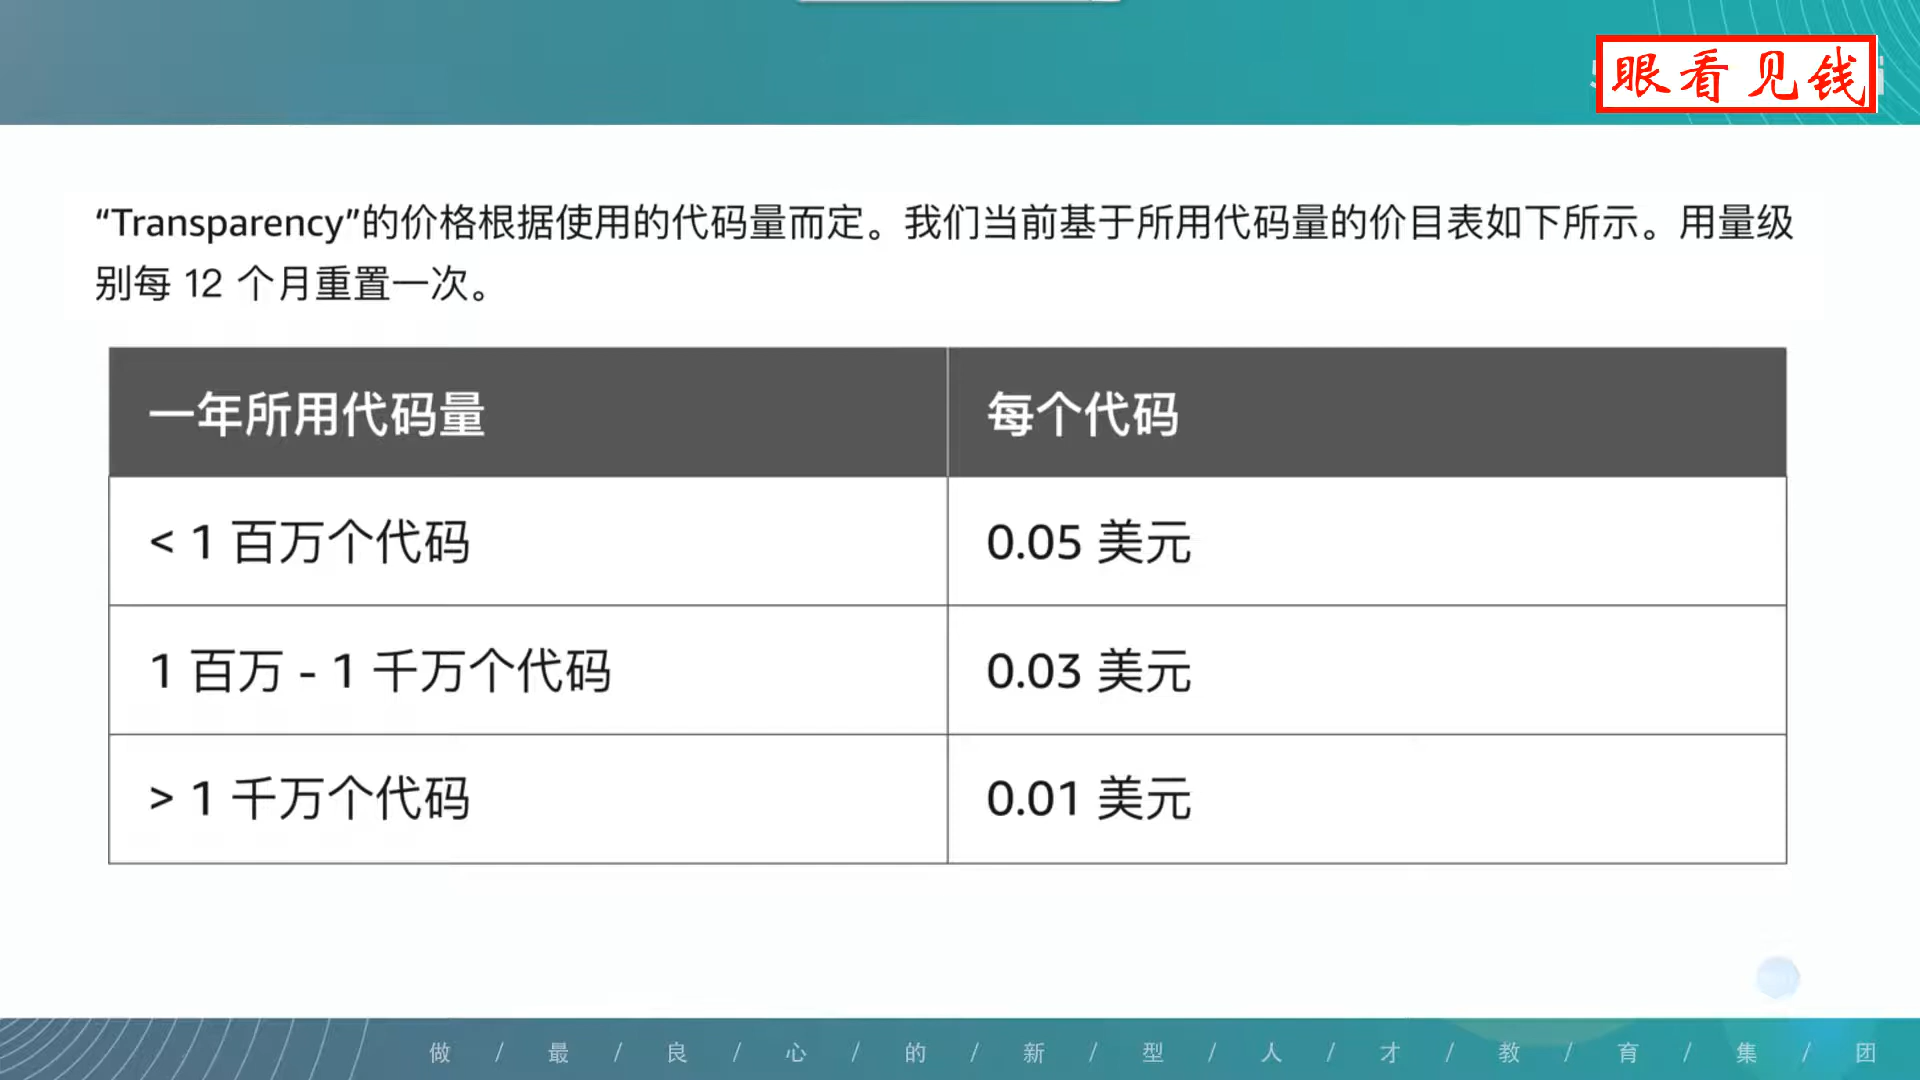 眼看见钱
“Transparency”的价格根据使用的代码量而定。我们当前基于所用代码量的价目表如下所示。用量级
别每 12 个月重置一次。
一年所用代码量 每个代码
< 1 百万个代码 0.05 美元
1 百万 - 1 千万个代码 0.03 美元
> 1 千万个代码 0.01 美元
做 / 最 / 良 / 心 / 的 / 新 / 型 / 人 / 才 / 教 / 育 / 集 / 团